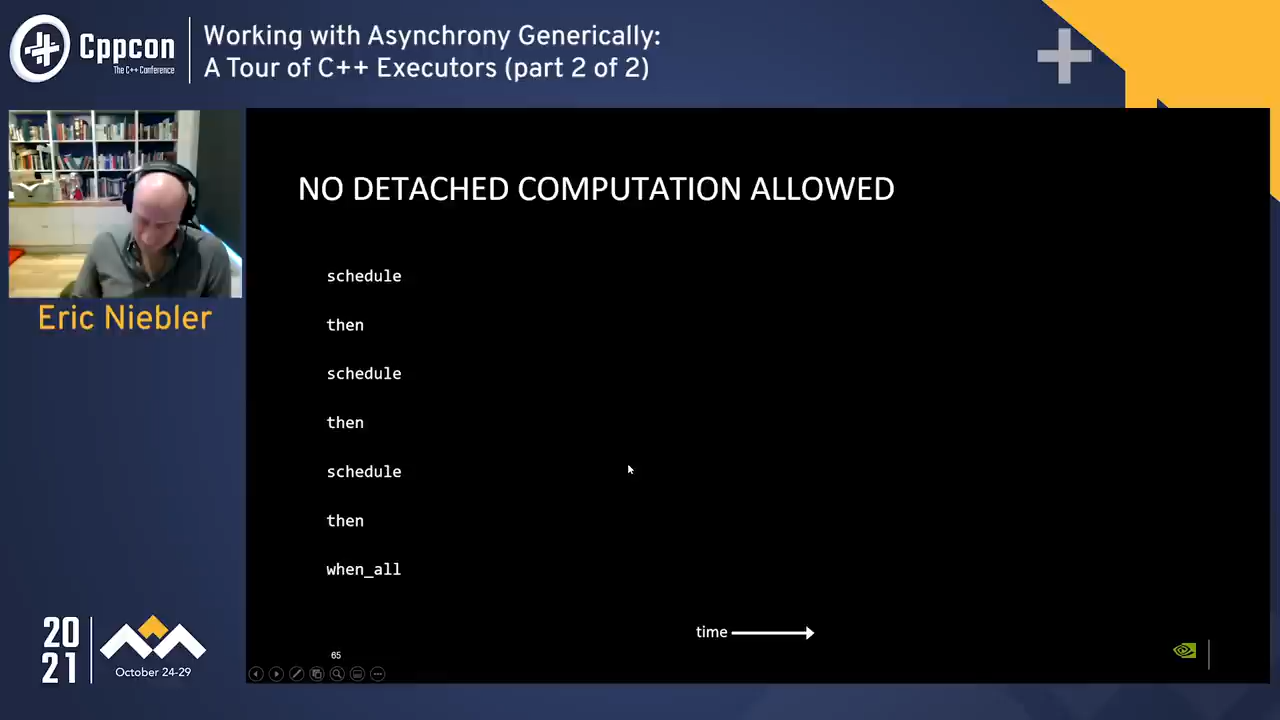 Cppcon
The C++ Conference
Working with Asynchrony Generically:
A Tour of C++ Executors (part 2 of 2)
Eric Niebler
NO DETACHED COMPUTATION ALLOWED
schedule
then
schedule
then
schedule
then
when_all
time
65
20
21
October 24-29